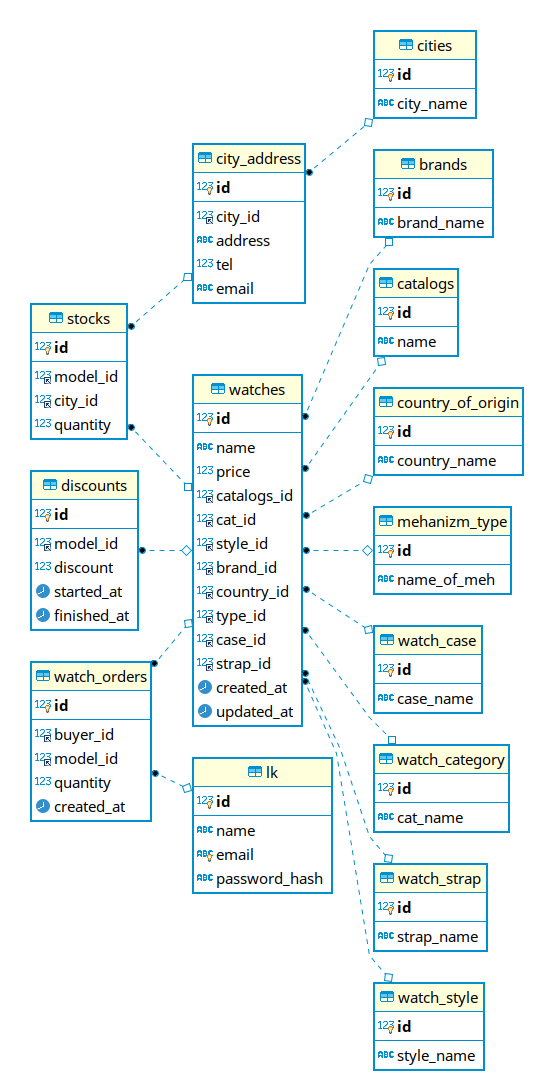 cities
123 id
ABC city_name
city_address
123 id
123 city_id
ABC address
123 tel
ABC email
brands
123 id
ABC brand_name
catalogs
123 id
ABC name
stocks
123 id
123 model_id
123 city_id
123 quantity
watches
123 id
ABC name
123 price
123 catalogs_id
123 cat_id
123 style_id
123 brand_id
123 country_id
123 type_id
123 case_id
123 strap_id
created_at
updated_at
country_of_origin
123 id
ABC country_name
discounts
123 id
123 model_id
123 discount
started_at
finished_at
mehanizm_type
123 id
ABC name_of_meh
watch_case
123 id
ABC case_name
watch_orders
123 id
123 buyer_id
123 model_id
123 quantity
created_at
watch_category
123 id
ABC cat_name
lk
123 id
ABC name
ABC email
ABC password_hash
watch_strap
123 id
ABC strap_name
watch_style
123 id
ABC style_name